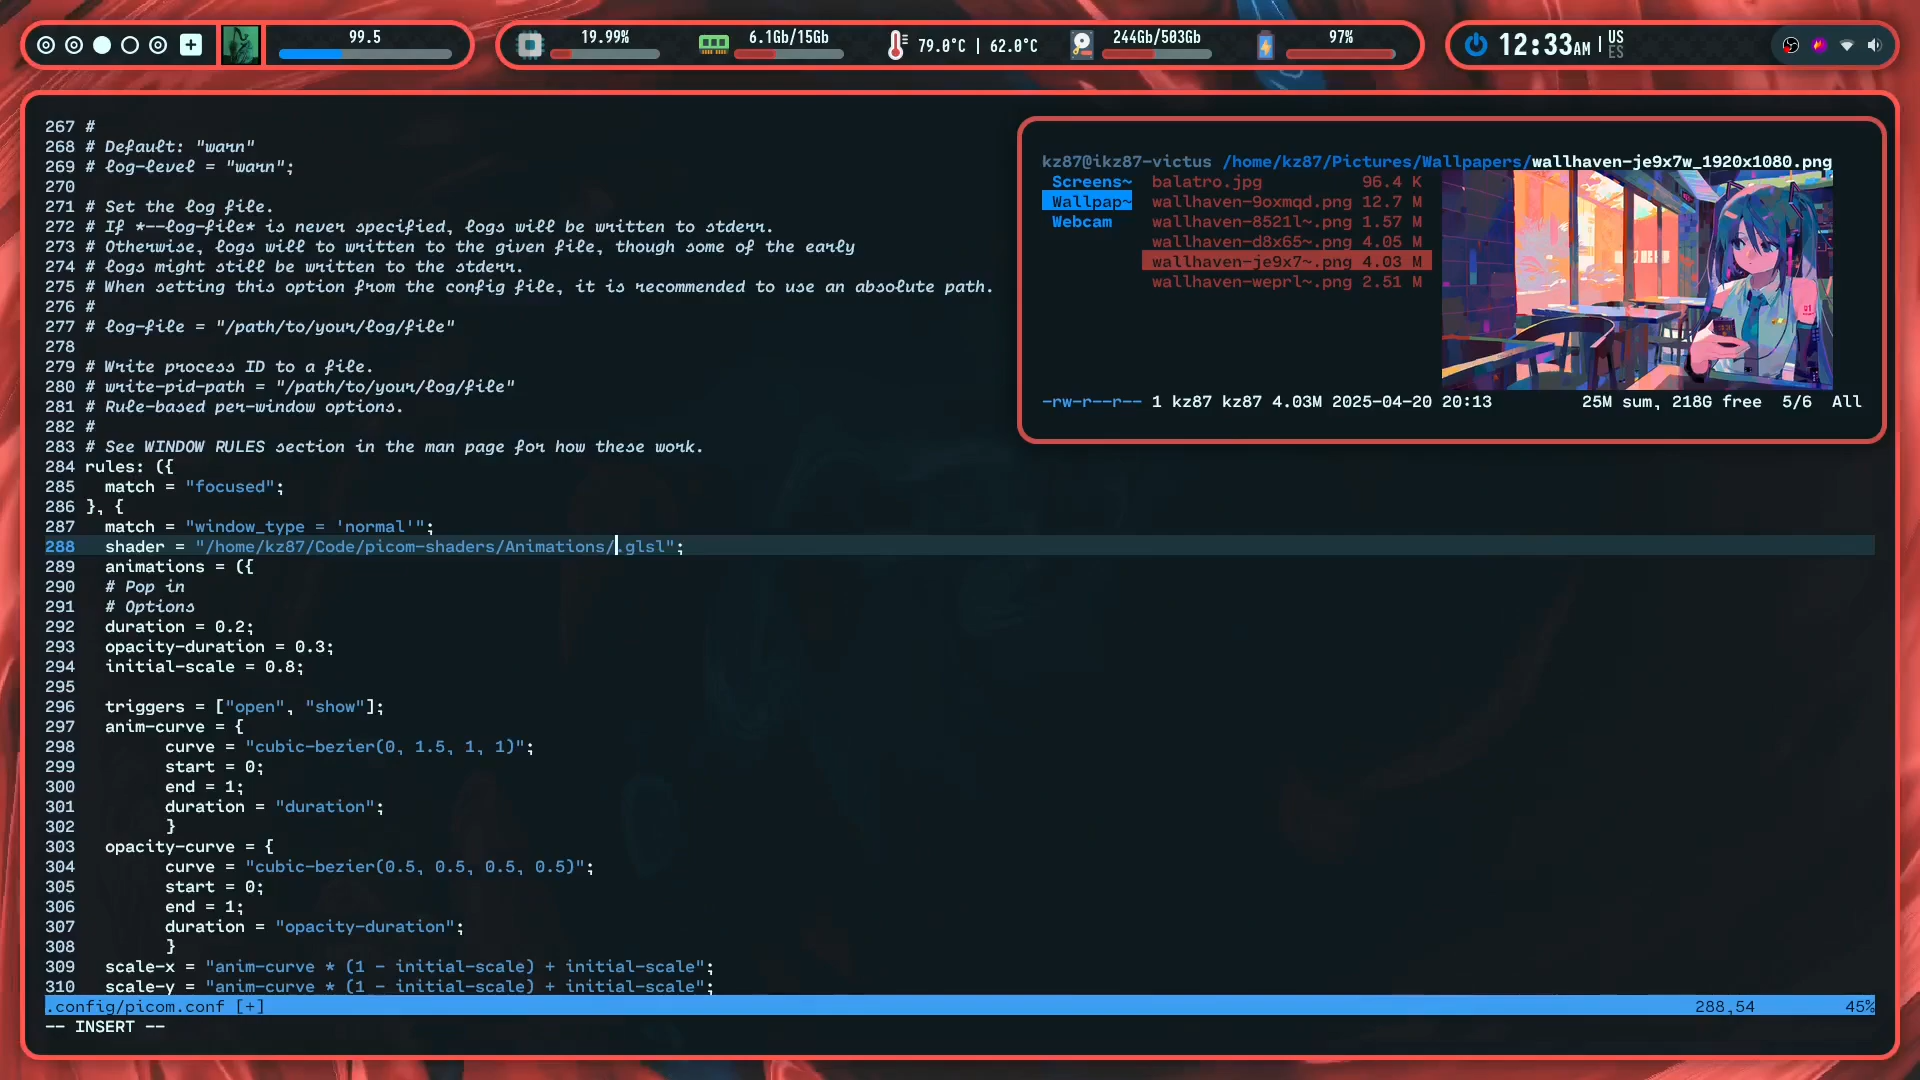 99.5
19.99%
6.1Gb/15Gb
79.0°C | 62.0°C
244Gb/503Gb
97%
12:33AM | US
ES
267 #
268 # Default: "warn"
269 # log-level = "warn";
270
271 # Set the log file.
272 # If *--log-file* is never specified, logs will be written to stderr.
273 # Otherwise, logs will to written to the given file, though some of the early
274 # logs might still be written to the stderr.
275 # When setting this option from the config file, it is recommended to use an absolute path.
276 #
277 # log-file = "/path/to/your/log/file"
278
279 # Write process ID to a file.
280 # write-pid-path = "/path/to/your/log/file"
281 # Rule-based per-window options.
282 #
283 # See WINDOW RULES section in the man page for how these work.
284 rules: ({
285   match = "focused";
286 }, {
287   match = "window_type = 'normal'";
288   shader = "/home/kz87/Code/picom-shaders/Animations/.glsl";
289   animations = ({
290   # Pop in
291   # Options
292   duration = 0.2;
293   opacity-duration = 0.3;
294   initial-scale = 0.8;
295
296   triggers = ["open", "show"];
297   anim-curve = {
298         curve = "cubic-bezier(0, 1.5, 1, 1)";
299         start = 0;
300         end = 1;
301         duration = "duration";
302         }
303   opacity-curve = {
304         curve = "cubic-bezier(0.5, 0.5, 0.5, 0.5)";
305         start = 0;
306         end = 1;
307         duration = "opacity-duration";
308         }
309   scale-x = "anim-curve * (1 - initial-scale) + initial-scale";
310   scale-y = "anim-curve * (1 - initial-scale) + initial-scale";
.config/picom.conf [+] 288,54 45%
-- INSERT --
kz87@ikz87-victus /home/kz87/Pictures/Wallpapers/wallhaven-je9x7w_1920x1080.png
Screens~ balatro.jpg 96.4 K
Wallpap~ wallhaven-9oxmqd.png 12.7 M
Webcam wallhaven-8521l~.png 1.57 M
wallhaven-d8x65~.png 4.05 M
wallhaven-je9x7~.png 4.03 M
wallhaven-weprl~.png 2.51 M
-rw-r--r-- 1 kz87 kz87 4.03M 2025-04-20 20:13 25M sum, 218G free 5/6 All